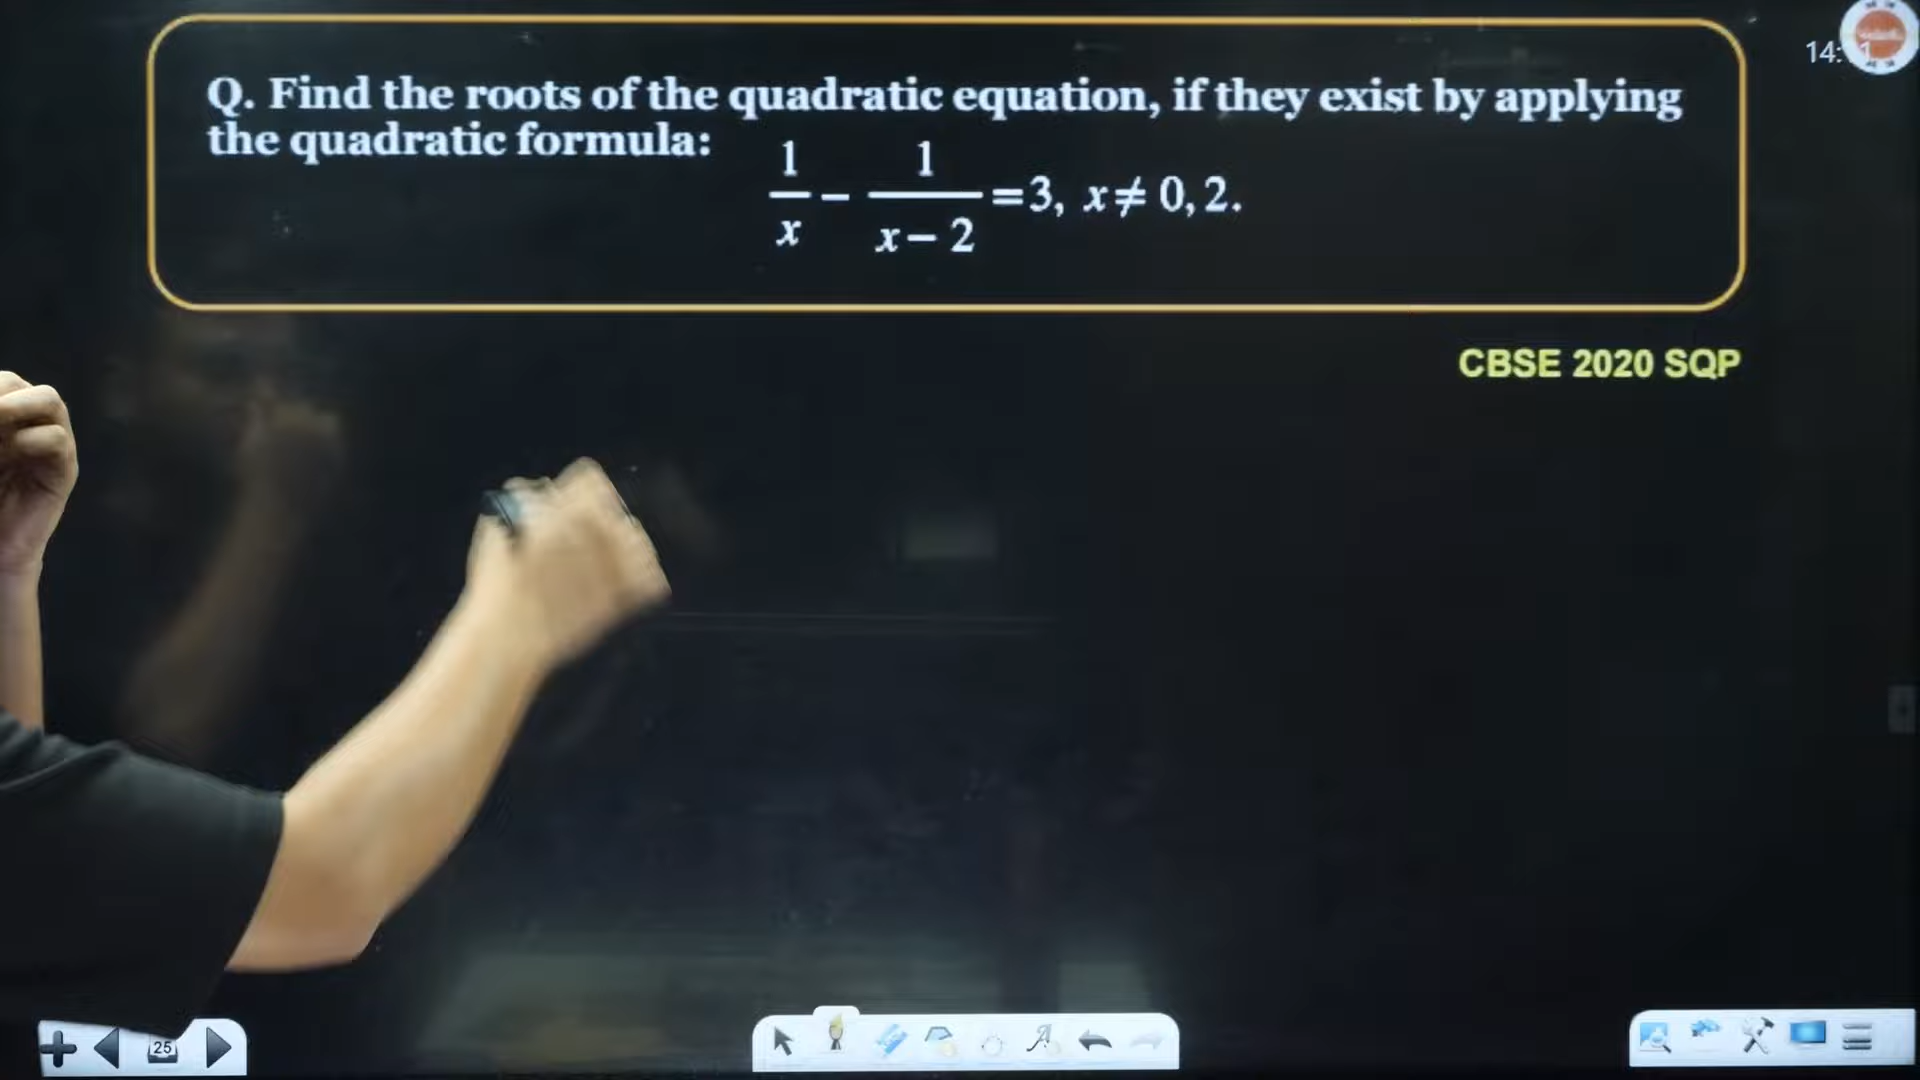 Q. Find the roots of the quadratic equation, if they exist by applying
the quadratic formula:
1/x - 1/(x-2) =3, x≠ 0, 2.
CBSE 2020 SQP
25